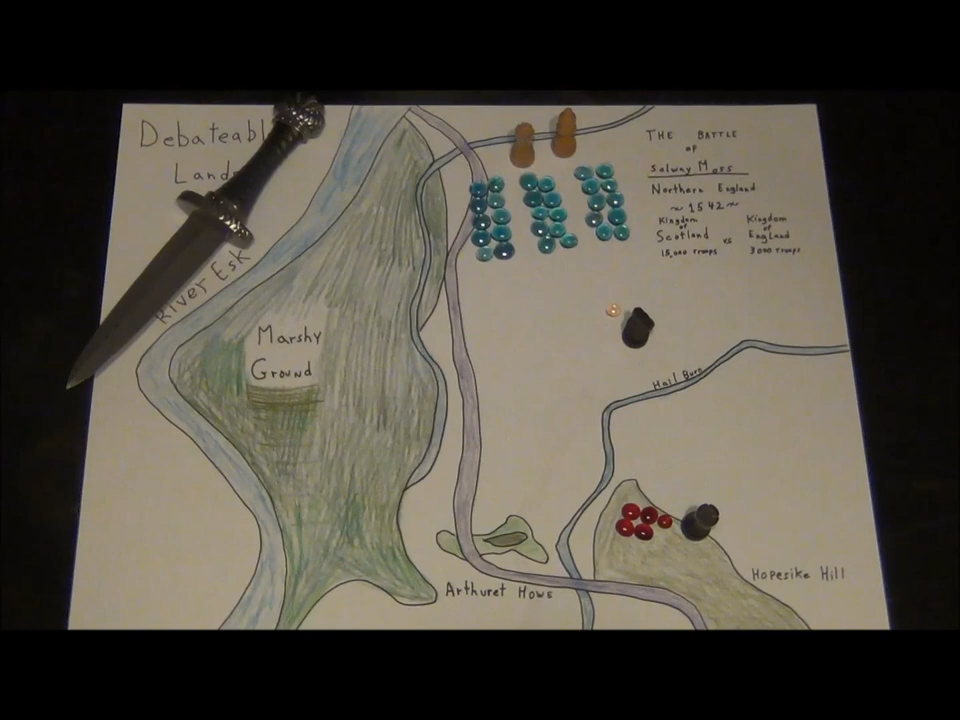 Debateabl
Lands
River Esk
Marshy
Ground
THE BATTLE
of
Solway Moss
Northern England
~1542~
Kingdom
of
Scotland
15,000 troops
vs
Kingdom
of
England
3000 troops
Hall Burn
Arthuret Hows
Hopesike Hill